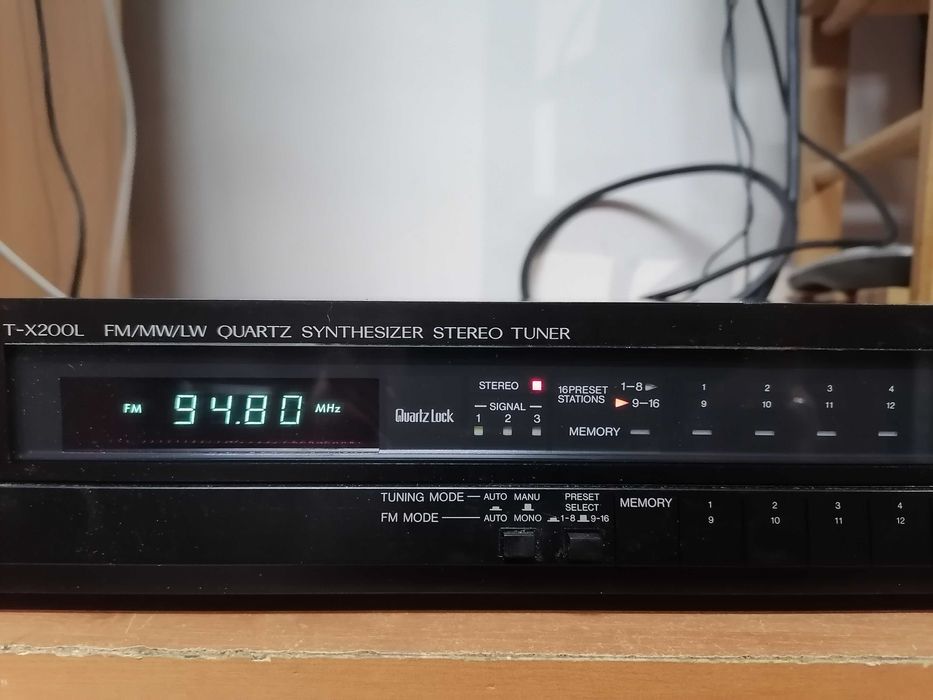 T-X200L FM/MW/LW QUARTZ SYNTHESIZER STEREO TUNER
FM 94.80 MHz
Quartz Lock
STEREO
SIGNAL
1 2 3
16 PRESET STATIONS
1–8
9–16
MEMORY
1 2 3 4
9 10 11 12
TUNING MODE — AUTO MANU
FM MODE — AUTO MONO
PRESET
SELECT
1–8 9–16
MEMORY
1 2 3 4
9 10 11 12